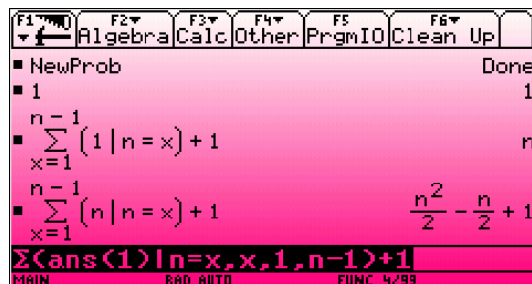 F1 F2 F3 F4 F5 F6
Algebra Calc Other PrgmIO Clean Up
▪ NewProb Done
▪ 1 1
n - 1
▪ Σ (1 | n = x) + 1 n
x=1
n - 1
▪ Σ (n | n = x) + 1 n²/2 - n/2 + 1
x=1
Σ(ans(1)|n=x,x,1,n-1)+1
MAIN RAD AUTO FUNC 4/99